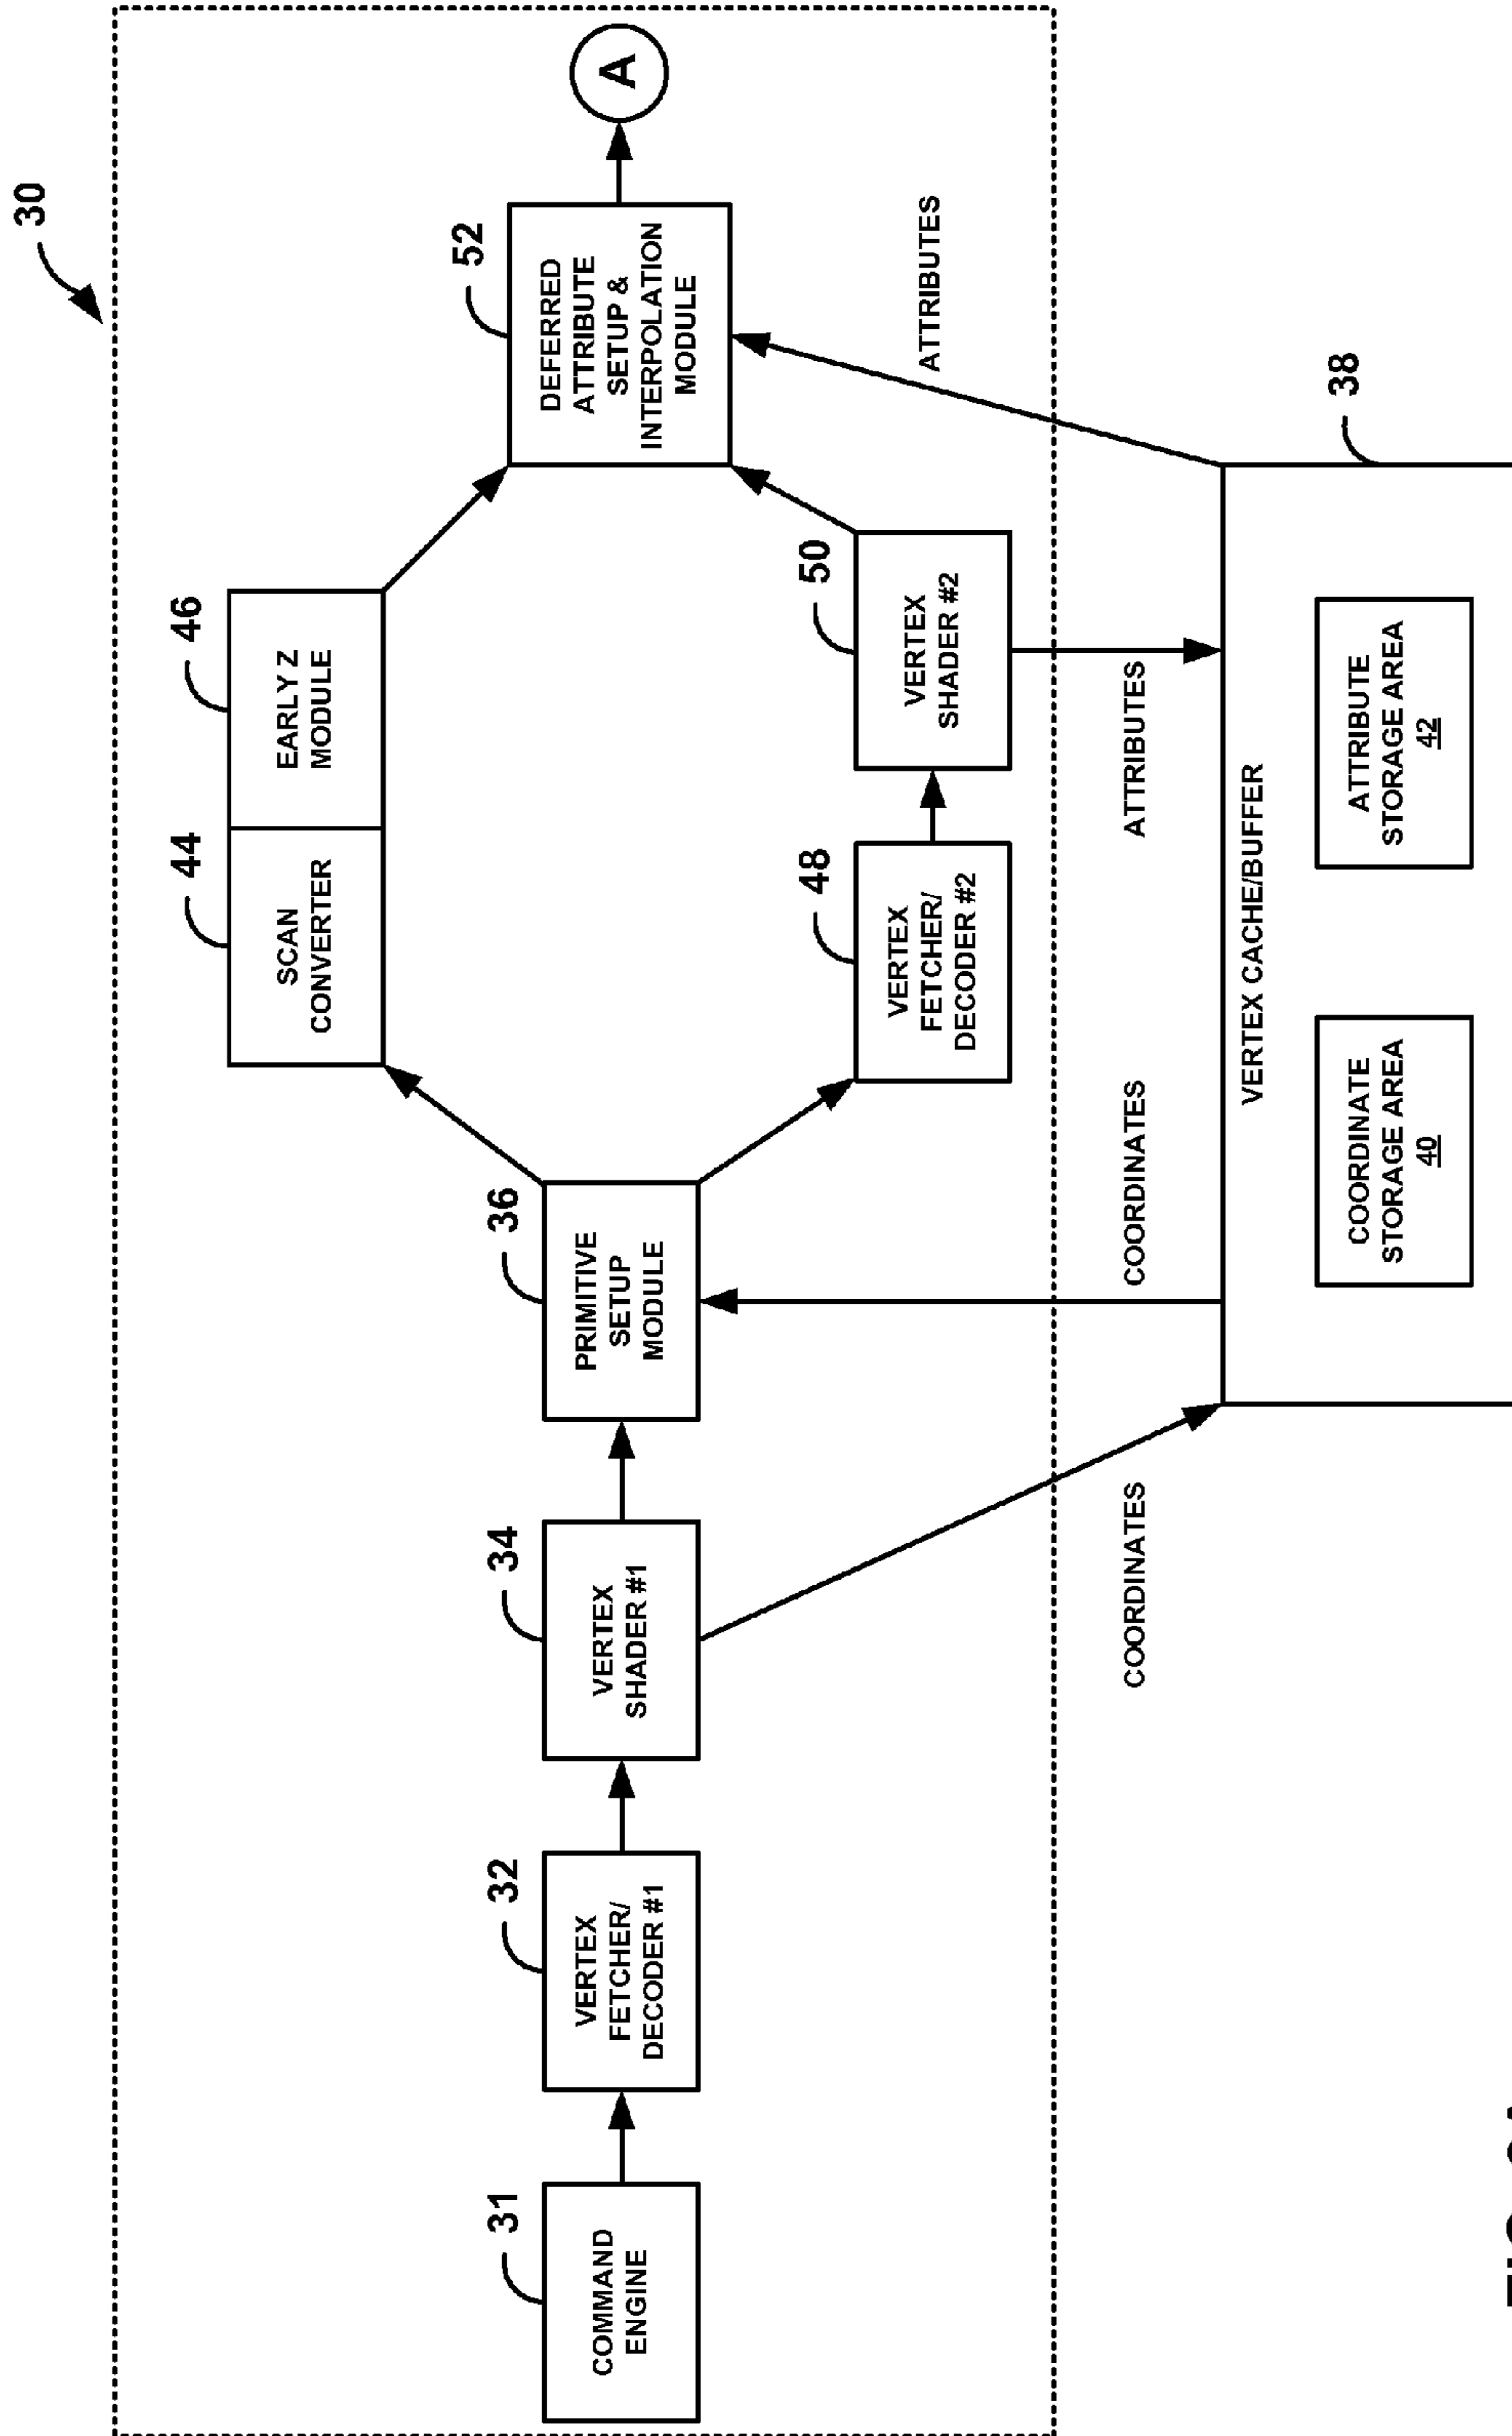 30
31
COMMAND
ENGINE
32
VERTEX
FETCHER/
DECODER #1
34
VERTEX
SHADER #1
36
PRIMITIVE
SETUP
MODULE
44
SCAN
CONVERTER
46
EARLY Z
MODULE
48
VERTEX
FETCHER/
DECODER #2
50
VERTEX
SHADER #2
52
DEFERRED
ATTRIBUTE
SETUP &
INTERPOLATION
MODULE
A
COORDINATES
COORDINATES
ATTRIBUTES
ATTRIBUTES
38
VERTEX CACHE/BUFFER
COORDINATE
STORAGE AREA
40
ATTRIBUTE
STORAGE AREA
42